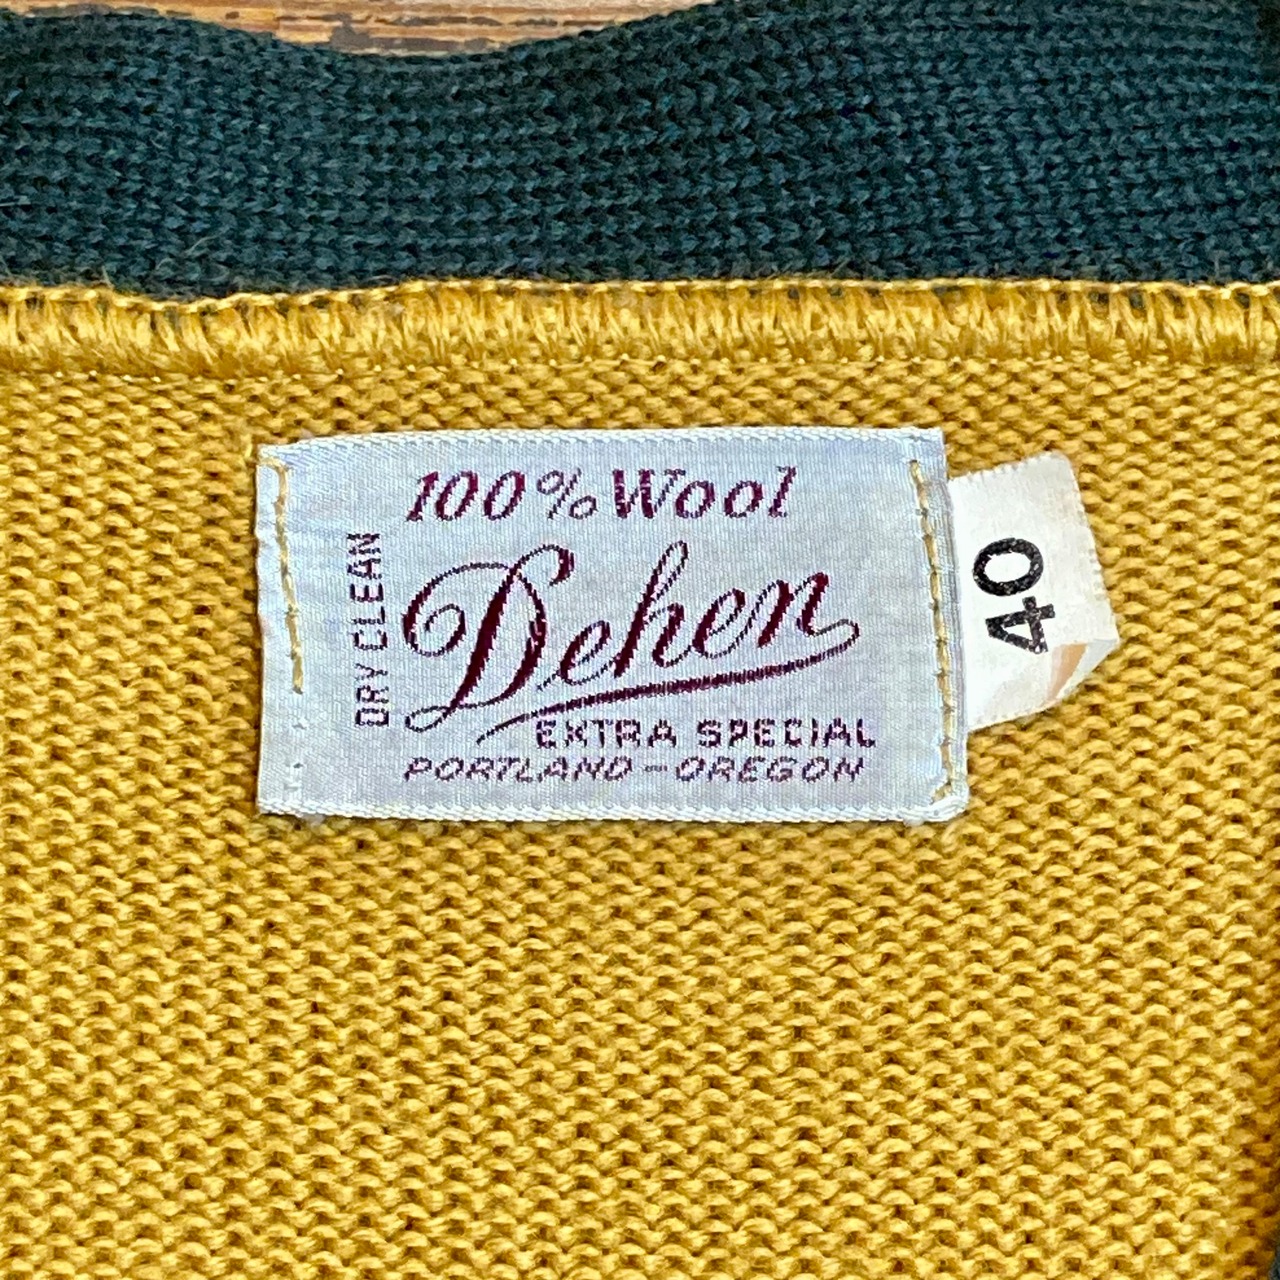 100% Wool
DRY CLEAN
Dehen
EXTRA SPECIAL
PORTLAND - OREGON
40